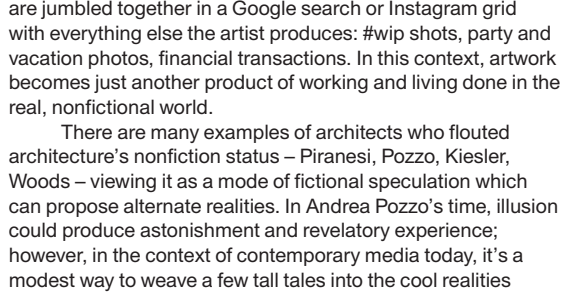 are jumbled together in a Google search or Instagram grid
with everything else the artist produces: #wip shots, party and
vacation photos, financial transactions. In this context, artwork
becomes just another product of working and living done in the
real, nonfictional world.
There are many examples of architects who flouted
architecture’s nonfiction status – Piranesi, Pozzo, Kiesler,
Woods – viewing it as a mode of fictional speculation which
can propose alternate realities. In Andrea Pozzo’s time, illusion
could produce astonishment and revelatory experience;
however, in the context of contemporary media today, it’s a
modest way to weave a few tall tales into the cool realities